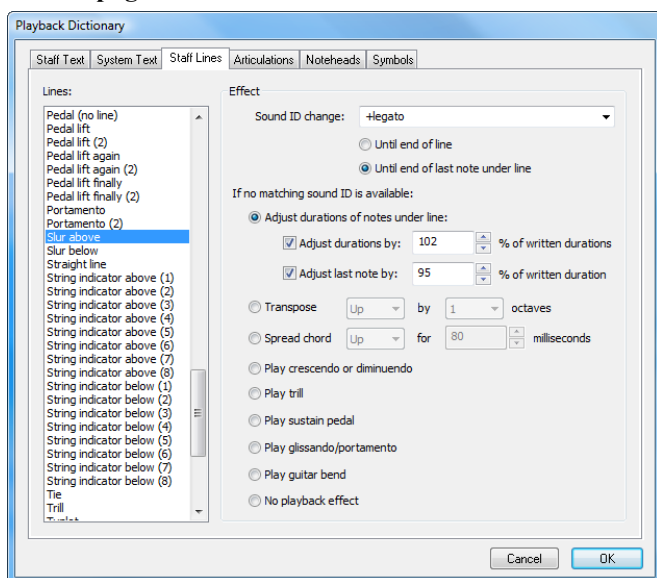 Playback Dictionary
Staff Text System Text Staff Lines Articulations Noteheads Symbols
Lines:
Pedal (no line)
Pedal lift
Pedal lift (2)
Pedal lift again
Pedal lift again (2)
Pedal lift finally
Pedal lift finally (2)
Portamento
Portamento (2)
Slur above
Slur below
Straight line
String indicator above (1)
String indicator above (2)
String indicator above (3)
String indicator above (4)
String indicator above (5)
String indicator above (6)
String indicator above (7)
String indicator above (8)
String indicator below (1)
String indicator below (2)
String indicator below (3)
String indicator below (4)
String indicator below (5)
String indicator below (6)
String indicator below (7)
String indicator below (8)
Tie
Trill
Effect
Sound ID change: +legato
Until end of line
Until end of last note under line
If no matching sound ID is available:
Adjust durations of notes under line:
Adjust durations by: 102 % of written durations
Adjust last note by: 95 % of written duration
Transpose Up by 1 octaves
Spread chord Up for 80 milliseconds
Play crescendo or diminuendo
Play trill
Play sustain pedal
Play glissando/portamento
Play guitar bend
No playback effect
Cancel OK